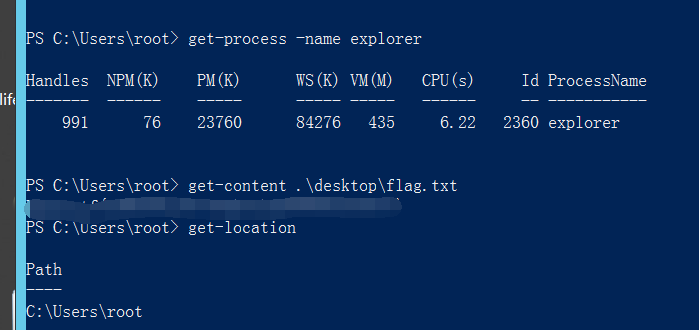 PS C:\Users\root> get-process -name explorer
Handles NPM(K) PM(K) WS(K) VM(M) CPU(s) Id ProcessName
------- ------ ----- ----- ----- ------ -- -----------
991 76 23760 84276 435 6.22 2360 explorer
PS C:\Users\root> get-content .\desktop\flag.txt
PS C:\Users\root> get-location
Path
----
C:\Users\root